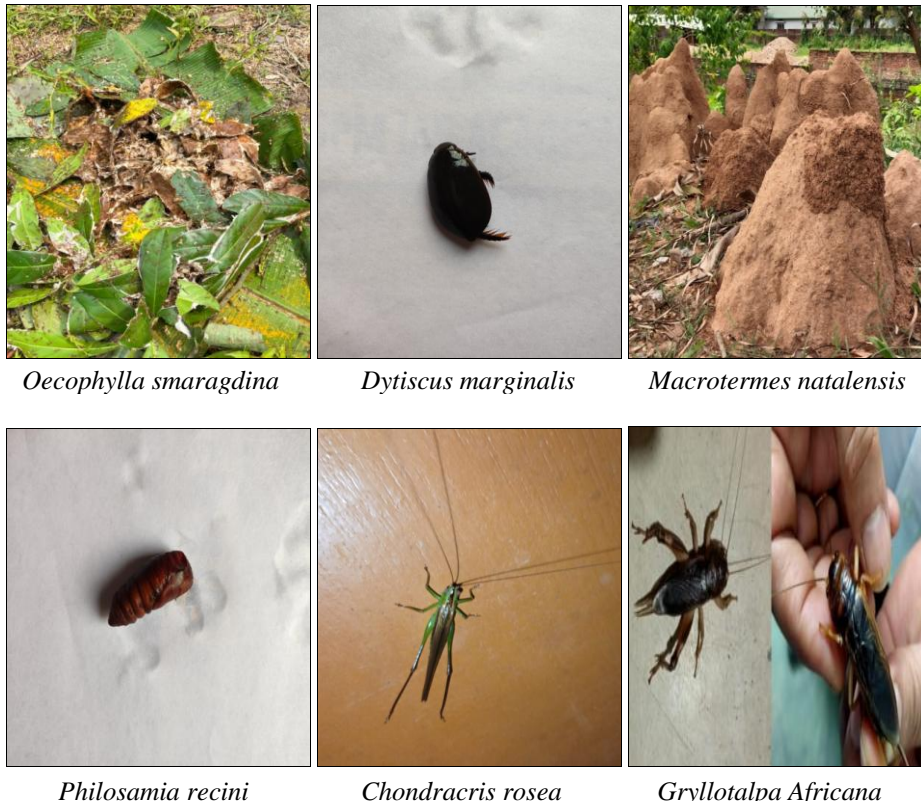 Oecophylla smaragdina
Dytiscus marginalis
Macrotermes natalensis
Philosamia recini
Chondracris rosea
Gryllotalpa Africana